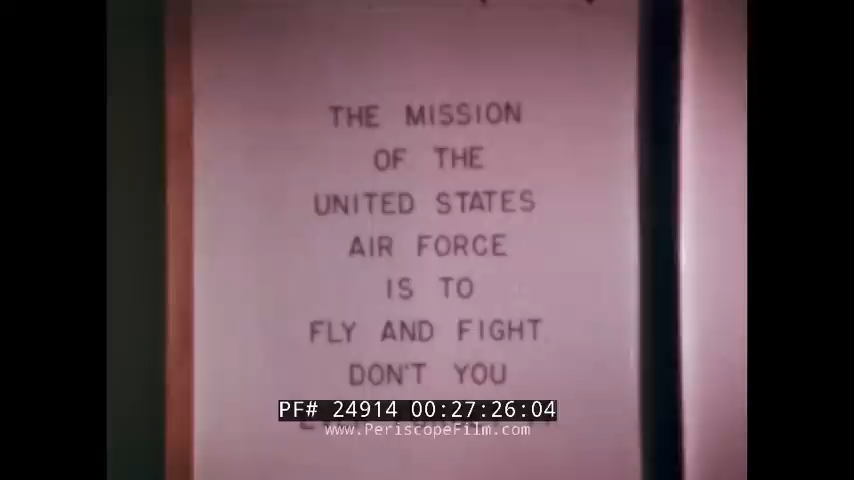 THE MISSION
OF THE
UNITED STATES
AIR FORCE
IS TO
FLY AND FIGHT
DON'T YOU
PF# 24914 00:27:26:04
www.PeriscopeFilm.com